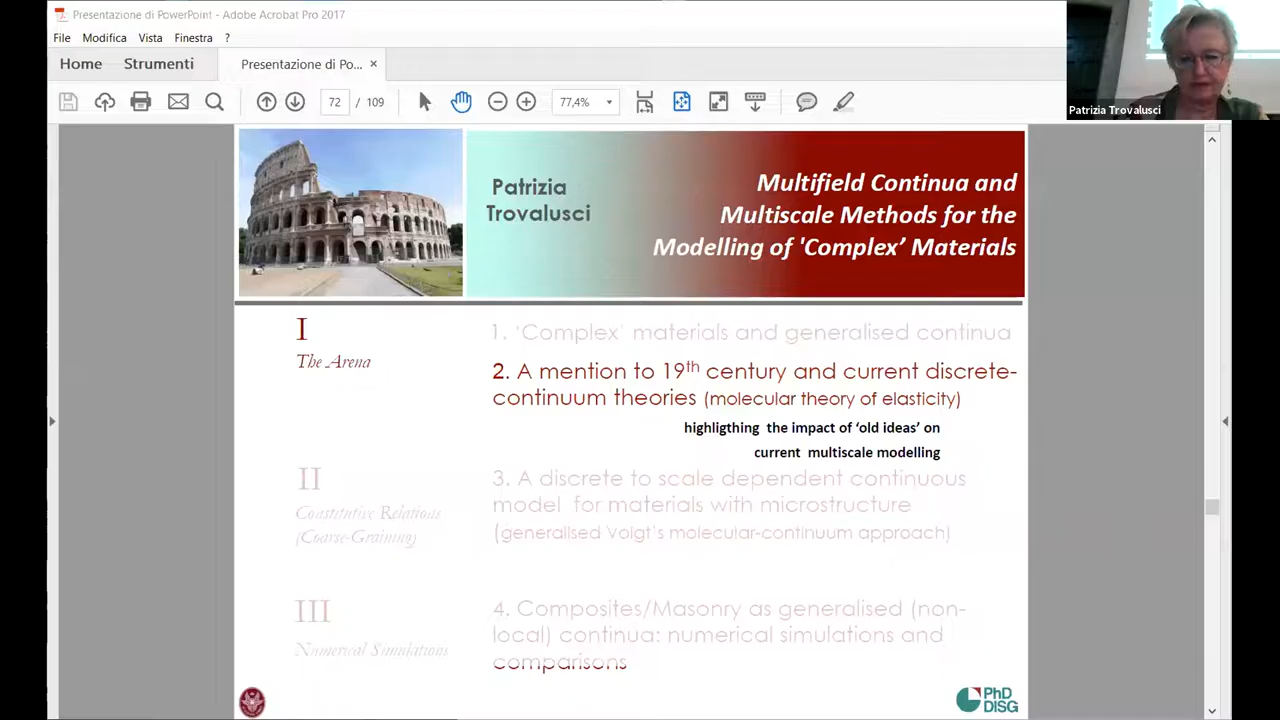 Presentazione di PowerPoint - Adobe Acrobat Pro 2017
File Modifica Vista Finestra ?
Home Strumenti Presentazione di Po... ×
72 / 109 77,4%
Patrizia Trovalusci
Patrizia
Trovalusci
Multifield Continua and
Multiscale Methods for the
Modelling of 'Complex’ Materials
I
The Arena
1. ‘Complex’ materials and generalised continua
2. A mention to 19th century and current discrete-
continuum theories (molecular theory of elasticity)
highligthing the impact of ‘old ideas’ on
current multiscale modelling
II
Constitutive Relations
(Coarse-Graining)
3. A discrete to scale dependent continuous
model for materials with microstructure
(generalised Voigt’s molecular-continuum approach)
III
Numerical Simulations
4. Composites/Masonry as generalised (non-
local) continua: numerical simulations and
comparisons
PhD
DISG